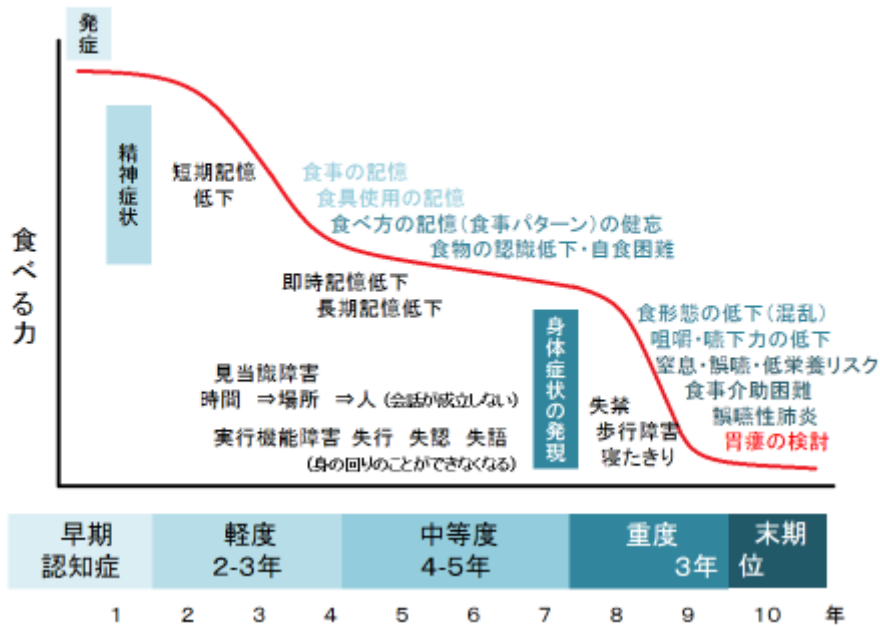 発症
精神症状
短期記憶
低下
食事の記憶
食具使用の記憶
食べ方の記憶(食事パターン)の健忘
食物の認識低下・自食困難
食べる力
即時記憶低下
長期記憶低下
身体症状の発現
食形態の低下(混乱)
咀嚼・嚥下力の低下
窒息・誤嚥・低栄養リスク
食事介助困難
誤嚥性肺炎
胃瘻の検討
見当識障害
時間 ⇒場所 ⇒人 (会話が成立しない)
実行機能障害 失行 失認 失語
(身の回りのことができなくなる)
失禁
歩行障害
寝たきり
早期
認知症
軽度
2-3年
中等度
4-5年
重度
3年
末期
位
1 2 3 4 5 6 7 8 9 10 年